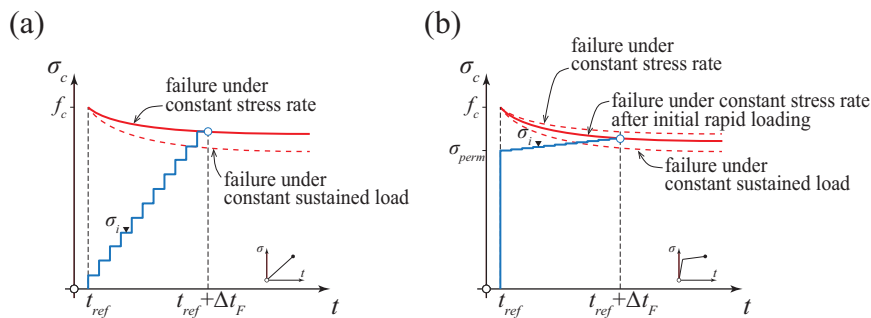 (a)
σc
failure under
constant stress rate
fc
σi
failure under
constant sustained load
σ
t
tref
tref+ΔtF
t
(b)
σc
failure under
constant stress rate
fc
failure under constant stress rate
after initial rapid loading
σi
σperm
failure under
constant sustained load
σ
t
tref
tref+ΔtF
t